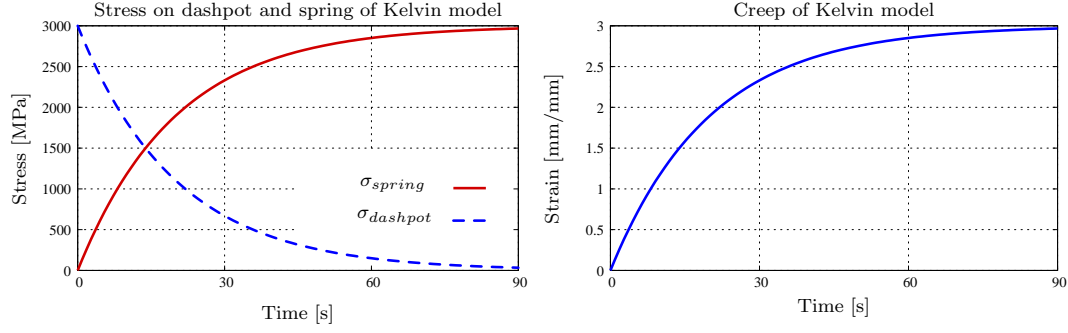 Stress on dashpot and spring of Kelvin model
3000
2500
2000
1500
1000
500
0
Stress [MPa]
σspring
σdashpot
0 30 60 90
Time [s]
Creep of Kelvin model
3
2.5
2
1.5
1
0.5
0
Strain [mm/mm]
0 30 60 90
Time [s]